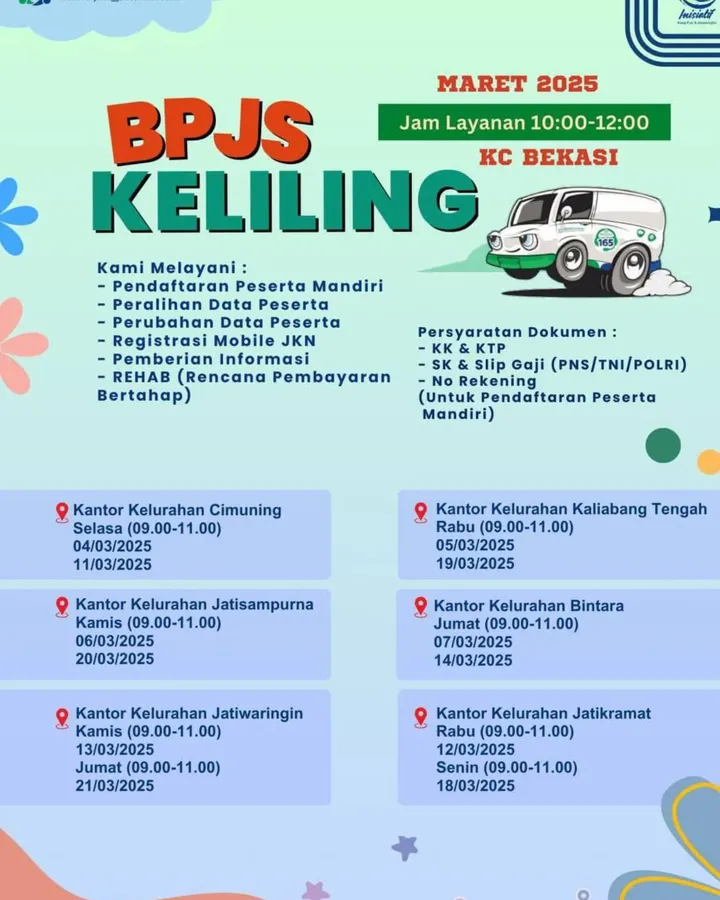 Inisiatif
MARET 2025
Jam Layanan 10:00-12:00
KC BEKASI
BPJS
KELILING
165
Kami Melayani :
- Pendaftaran Peserta Mandiri
- Peralihan Data Peserta
- Perubahan Data Peserta
- Registrasi Mobile JKN
- Pemberian Informasi
- REHAB (Rencana Pembayaran
Bertahap)
Persyaratan Dokumen :
- KK & KTP
- SK & Slip Gaji (PNS/TNI/POLRI)
- No Rekening
(Untuk Pendaftaran Peserta
Mandiri)
Kantor Kelurahan Cimuning
Selasa (09.00-11.00)
04/03/2025
11/03/2025
Kantor Kelurahan Kaliabang Tengah
Rabu (09.00-11.00)
05/03/2025
19/03/2025
Kantor Kelurahan Jatisampurna
Kamis (09.00-11.00)
06/03/2025
20/03/2025
Kantor Kelurahan Bintara
Jumat (09.00-11.00)
07/03/2025
14/03/2025
Kantor Kelurahan Jatiwaringin
Kamis (09.00-11.00)
13/03/2025
Jumat (09.00-11.00)
21/03/2025
Kantor Kelurahan Jatikramat
Rabu (09.00-11.00)
12/03/2025
Senin (09.00-11.00)
18/03/2025